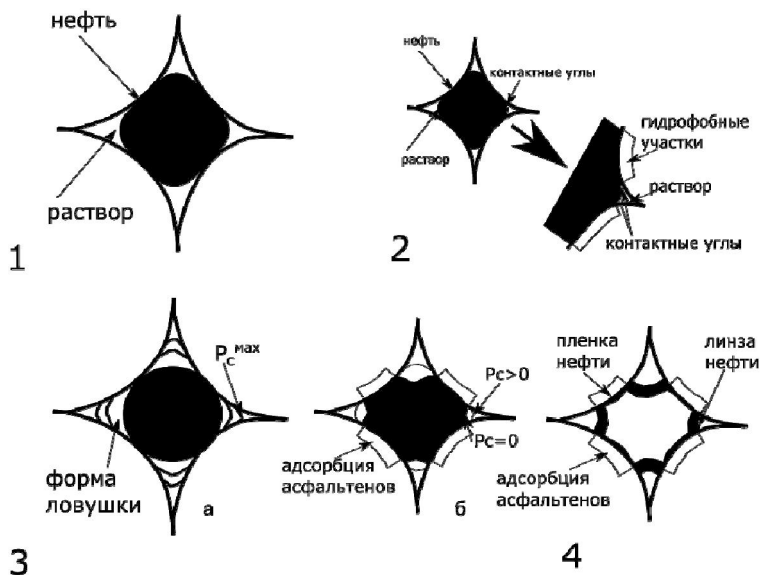 нефть
раствор
1
нефть
контактные углы
раствор
гидрофобные
участки
раствор
контактные углы
2
Pc мах
форма
ловушки
а
3
Pc>0
Pc=0
адсорбция
асфальтенов
б
пленка
нефти
линза
нефти
адсорбция
асфальтенов
4